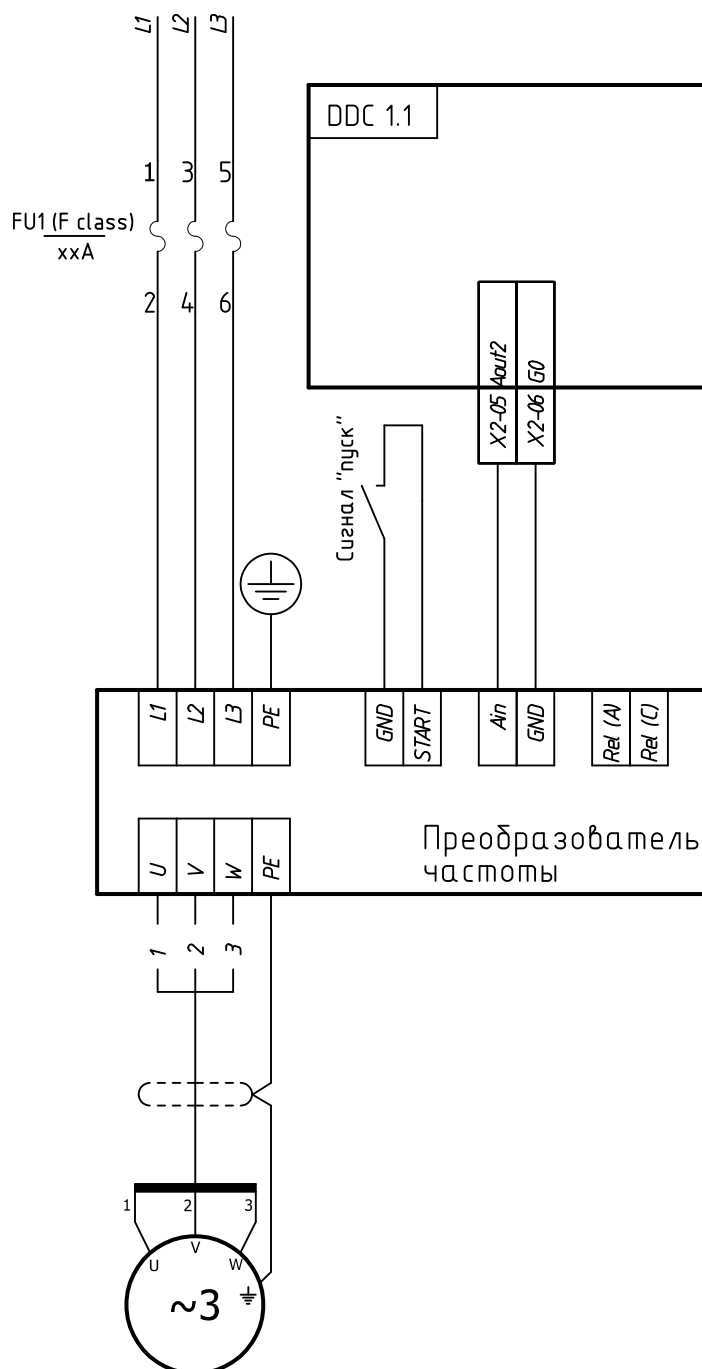 L1 L2 L3
DDC 1.1
1 3 5
FU1 (F class)
xxA
2 4 6
X2-05 Aout2
X2-06 G0
Сигнал "пуск"
L1 L2 L3 PE
GND START
Ain GND
Rel (A) Rel (C)
Преобразователь
частоты
U V W PE
1 2 3
1 2 3
U V W
~3